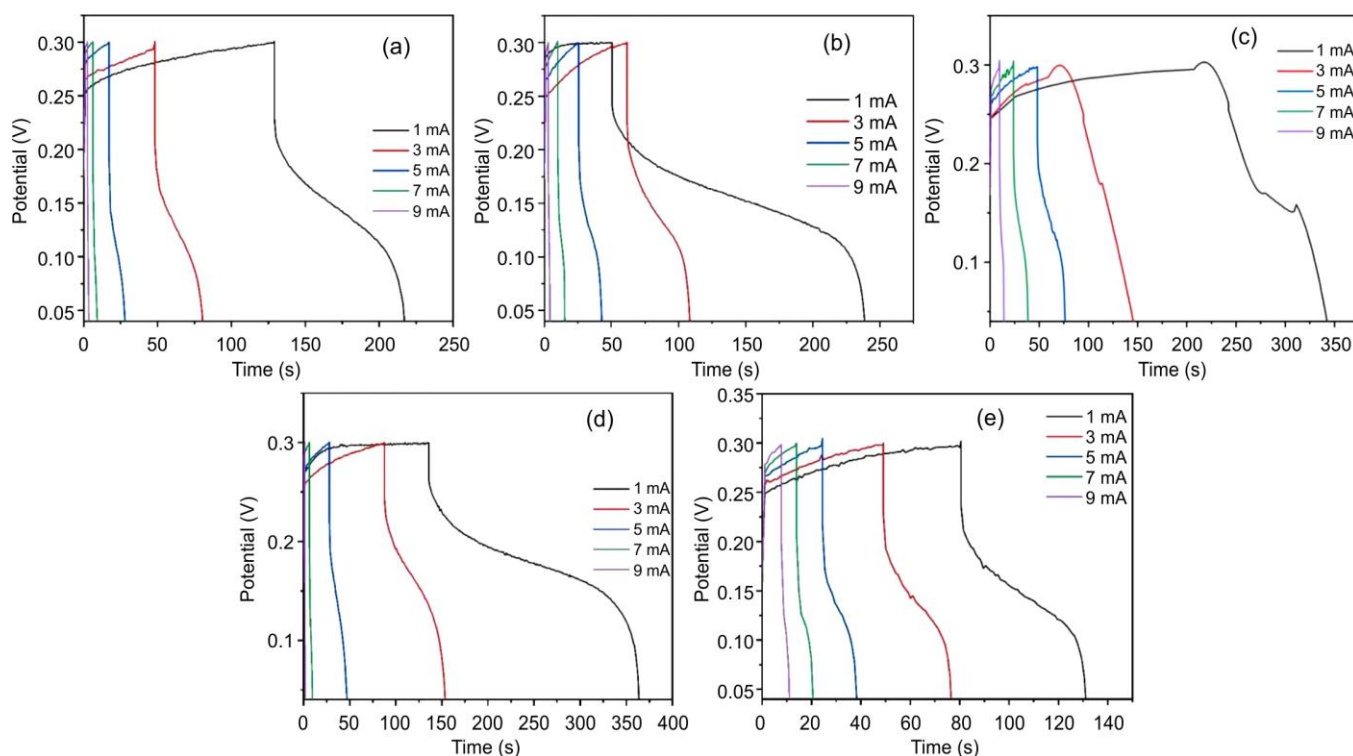 (a)
Potential (V)
0.30
0.25
0.20
0.15
0.10
0.05
1 mA
3 mA
5 mA
7 mA
9 mA
0 50 100 150 200 250
Time (s)
(b)
Potential (V)
0.30
0.25
0.20
0.15
0.10
0.05
1 mA
3 mA
5 mA
7 mA
9 mA
0 50 100 150 200 250
Time (s)
(c)
Potential (V)
0.3
0.2
0.1
1 mA
3 mA
5 mA
7 mA
9 mA
0 50 100 150 200 250 300 350
Time (s)
(d)
Potential (V)
0.3
0.2
0.1
1 mA
3 mA
5 mA
7 mA
9 mA
0 50 100 150 200 250 300 350 400
Time (s)
(e)
Potential (V)
0.35
0.30
0.25
0.20
0.15
0.10
0.05
1 mA
3 mA
5 mA
7 mA
9 mA
0 20 40 60 80 100 120 140
Time (s)